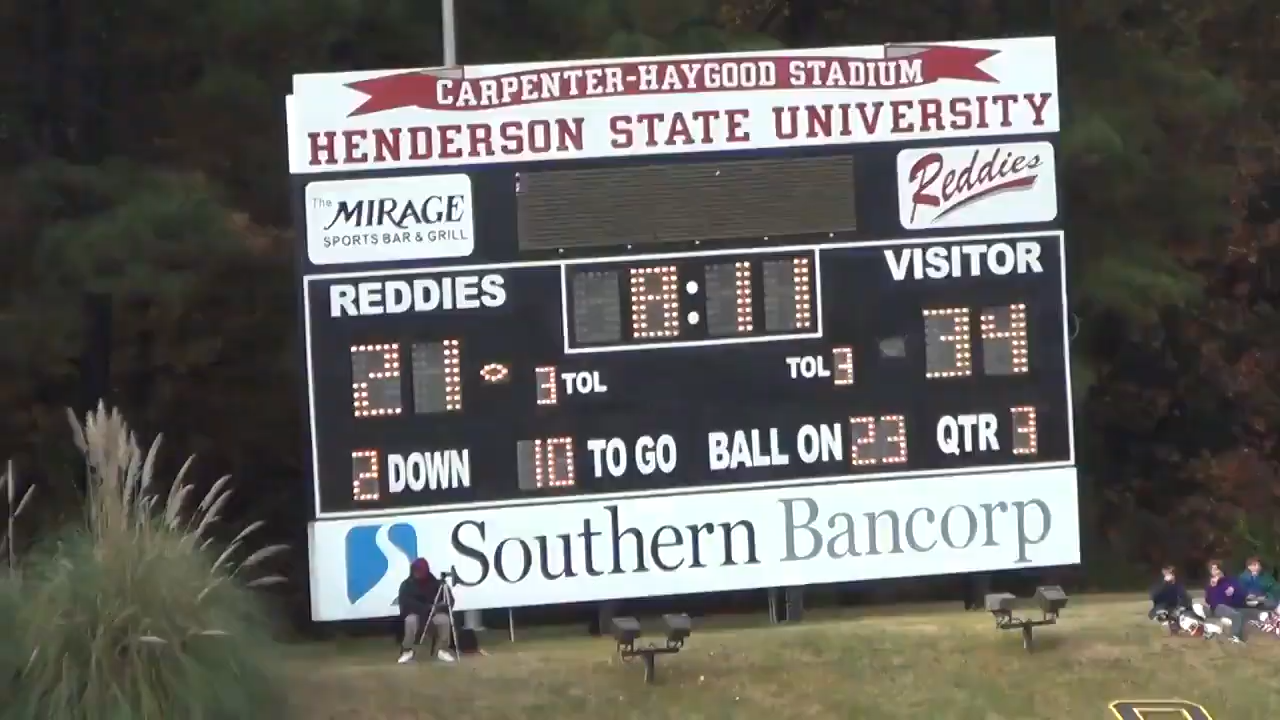 CARPENTER-HAYGOOD STADIUM
HENDERSON STATE UNIVERSITY
The
MIRAGE
SPORTS BAR & GRILL
Reddies
REDDIES 8:11 VISITOR
21 3 TOL TOL 3 34
2 DOWN 10 TO GO BALL ON 23 QTR 3
Southern Bancorp